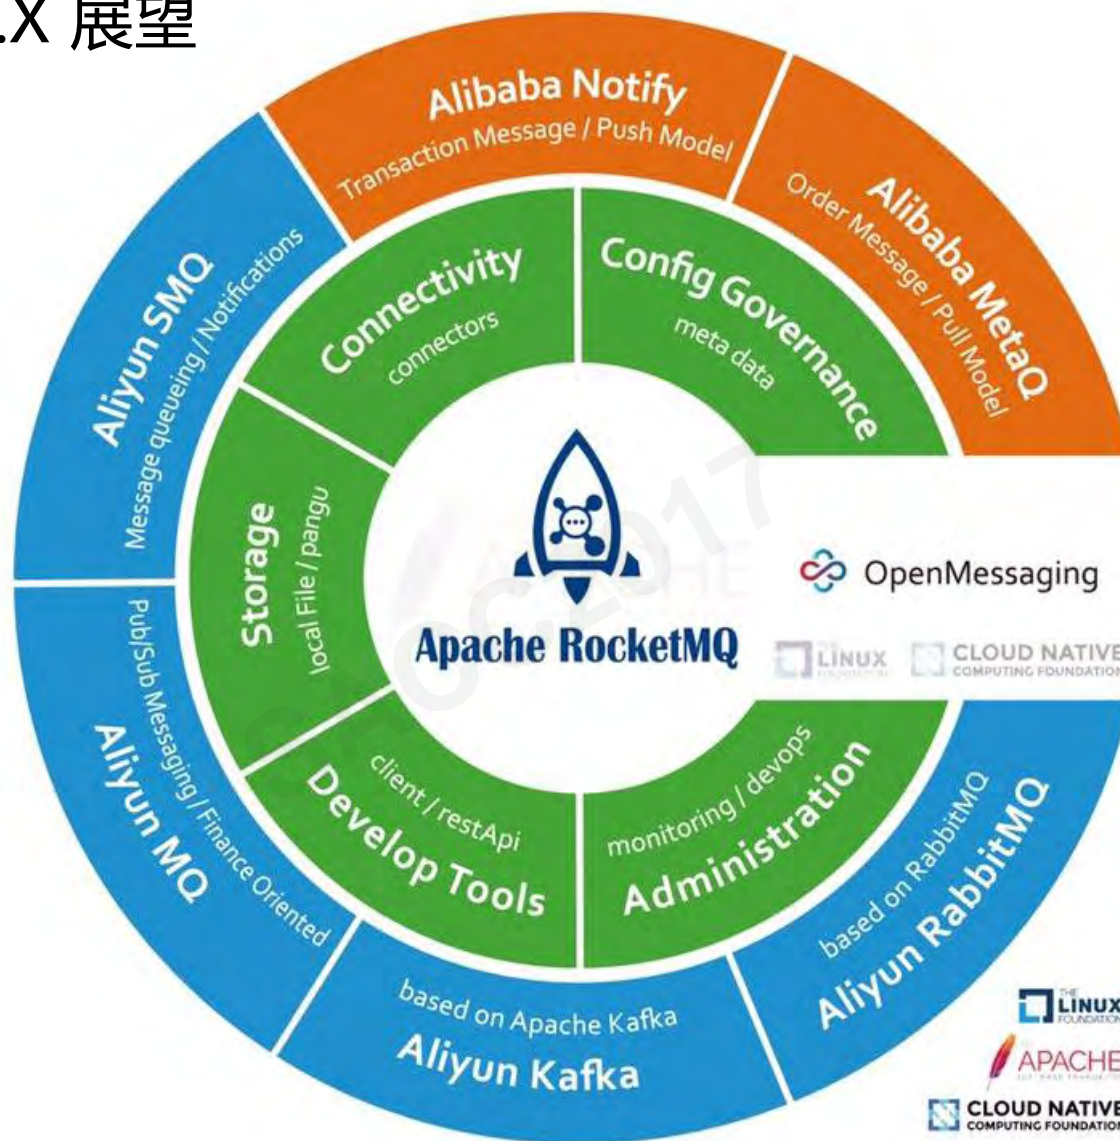 .X 展望
Alibaba Notify
Transaction Message / Push Model
Alibaba MetaQ
Order Message / Pull Model
Aliyun SMQ
Message queueing / Notifications
Connectivity
connectors
Config Governance
meta data
Storage
local File / pangu
Apache RocketMQ
OpenMessaging
LINUX
CLOUD NATIVE
COMPUTING FOUNDATION
Pub/Sub Messaging / Finance Oriented
Aliyun MQ
client / restApi
Develop Tools
monitoring / devops
Administration
based on RabbitMQ
Aliyun RabbitMQ
based on Apache Kafka
Aliyun Kafka
THE
LINUX
FOUNDATION
APACHE
CLOUD NATIVE
COMPUTING FOUNDATION